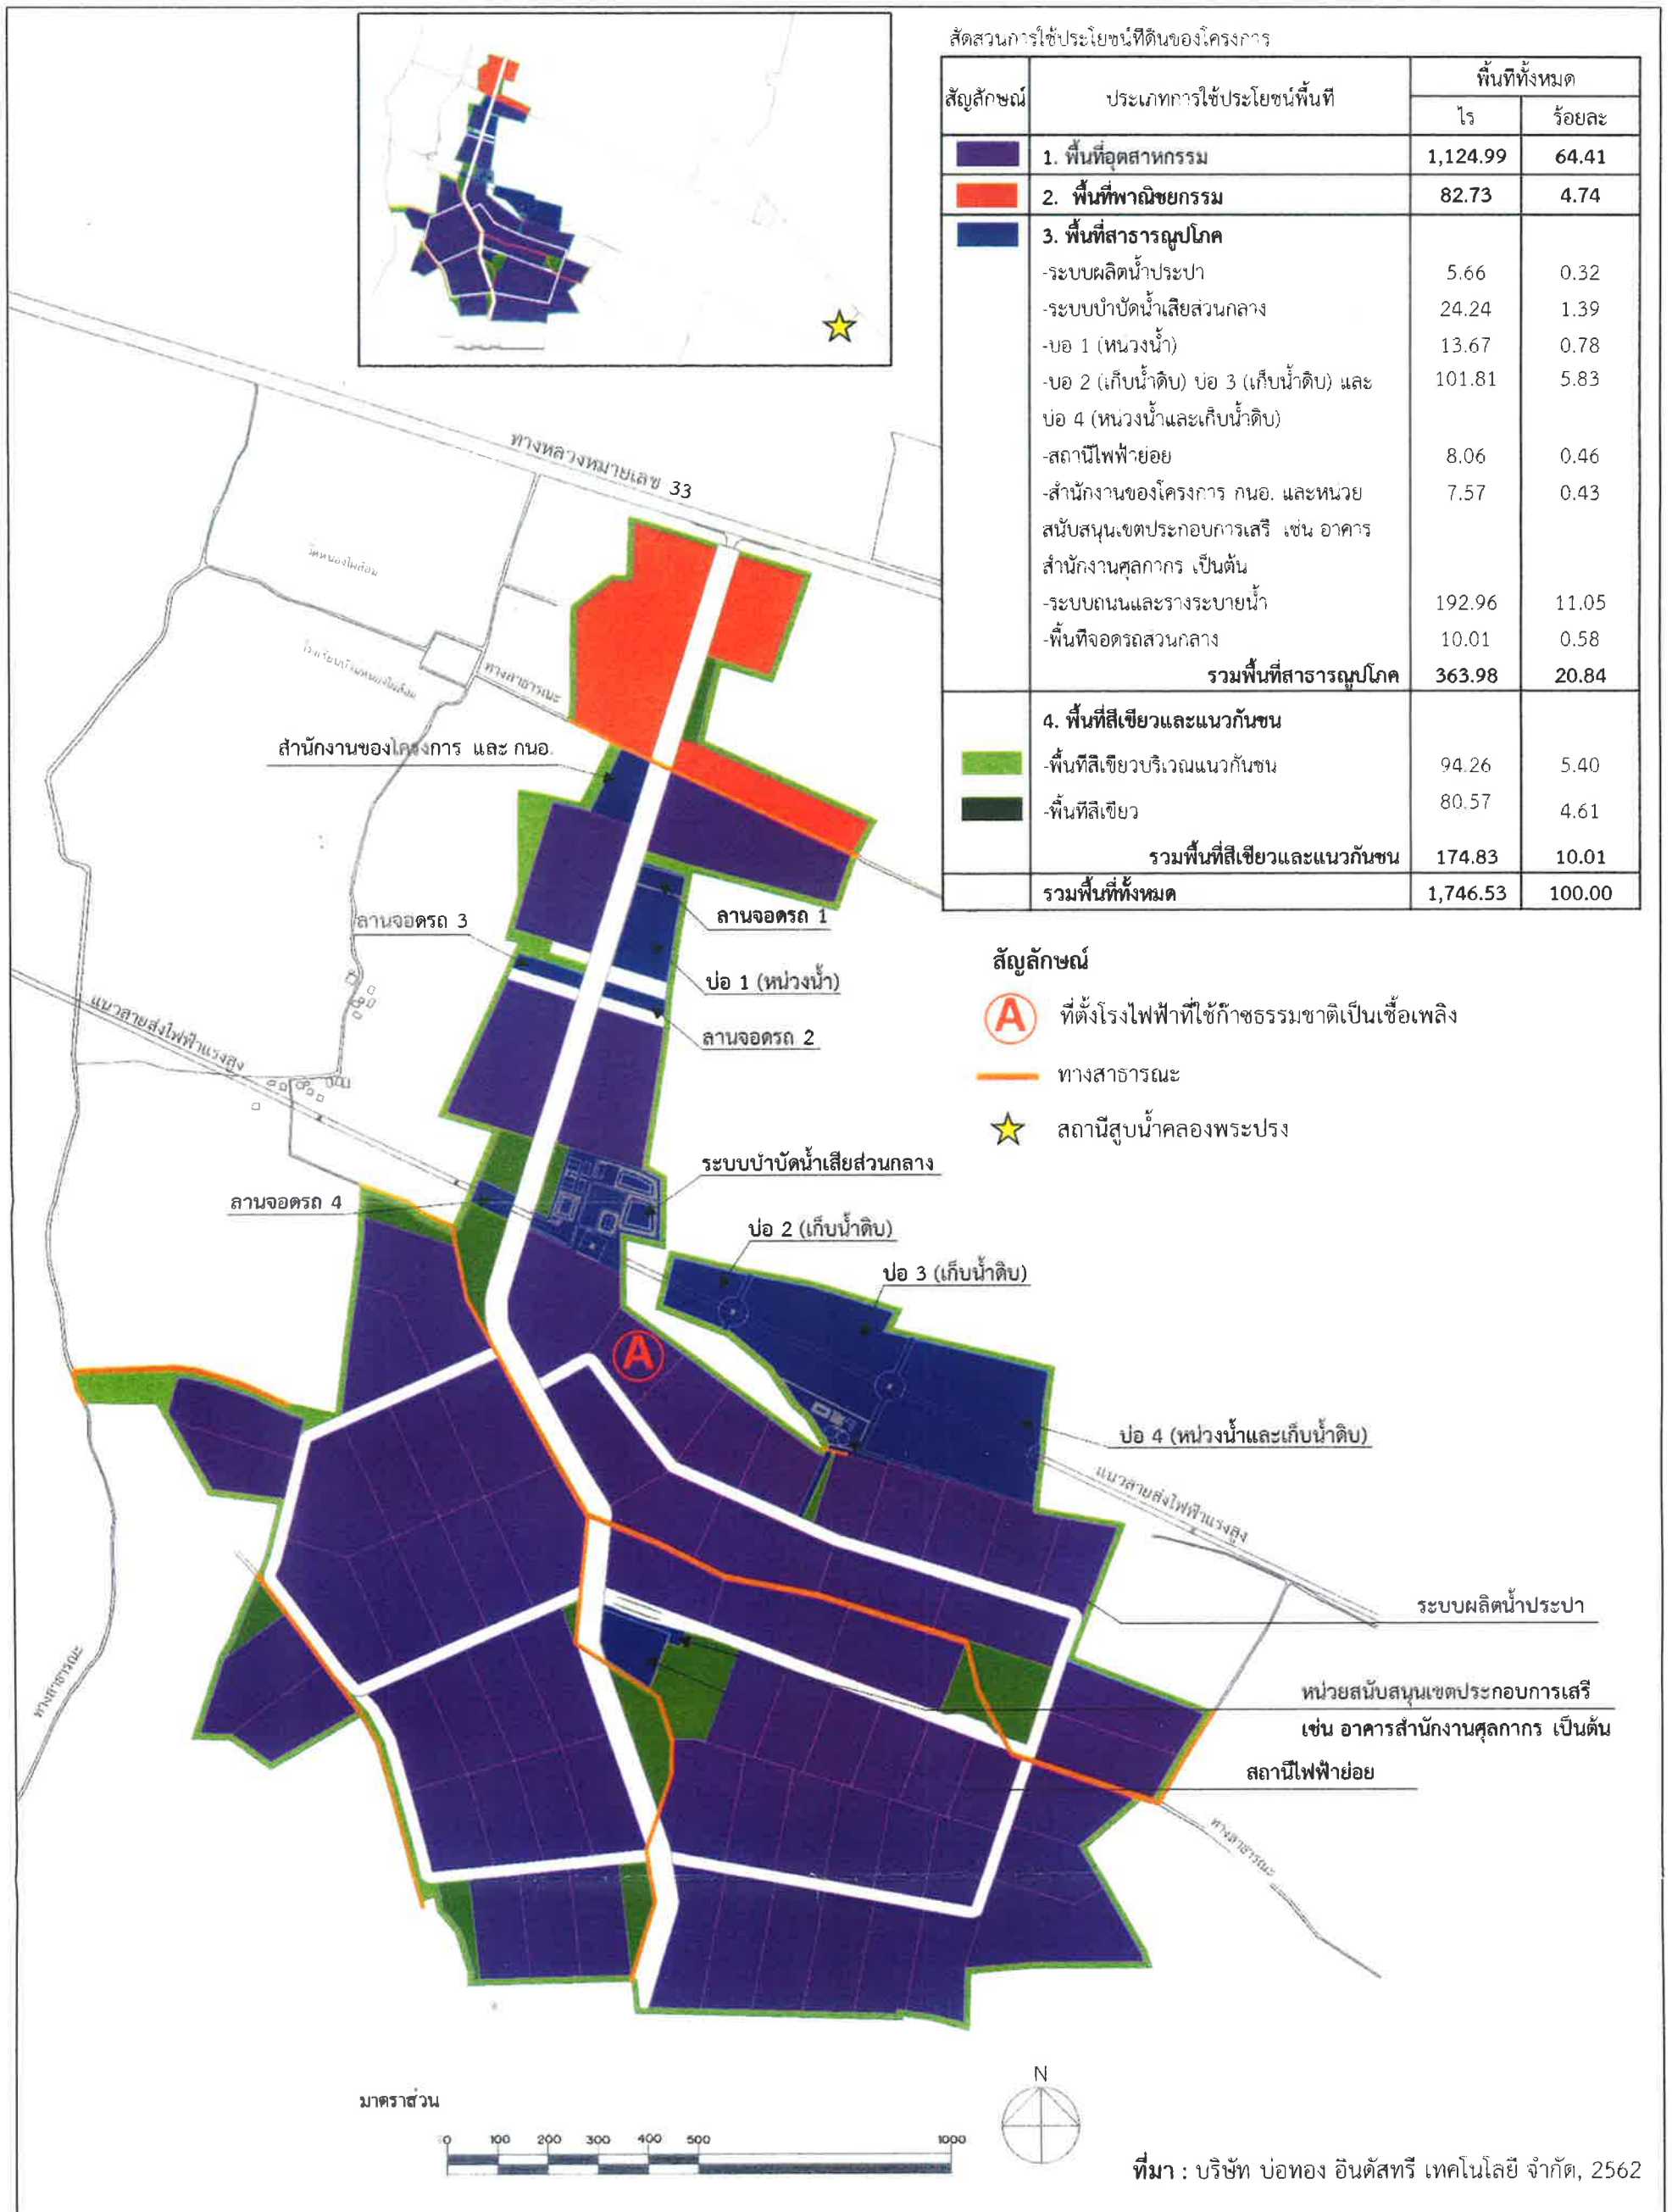 สัดส่วนการใช้ประโยชน์ที่ดินของโครงการ
สัญลักษณ์ ประเภทการใช้ประโยชน์พื้นที่ พื้นที่ทั้งหมด
ไร่ ร้อยละ
1. พื้นที่อุตสาหกรรม 1,124.99 64.41
2. พื้นที่พาณิชยกรรม 82.73 4.74
3. พื้นที่สาธารณูปโภค
-ระบบผลิตน้ำประปา 5.66 0.32
-ระบบบำบัดน้ำเสียส่วนกลาง 24.24 1.39
-บ่อ 1 (หน่วงน้ำ) 13.67 0.78
-บ่อ 2 (เก็บน้ำดิบ) บ่อ 3 (เก็บน้ำดิบ) และ 101.81 5.83
บ่อ 4 (หน่วงน้ำและเก็บน้ำดิบ)
-สถานีไฟฟ้าย่อย 8.06 0.46
-สำนักงานของโครงการ กนอ. และหน่วย 7.57 0.43
สนับสนุนเขตประกอบการเสรี เช่น อาคาร
สำนักงานศุลกากร เป็นต้น
-ระบบถนนและรางระบายน้ำ 192.96 11.05
-พื้นที่จอดรถส่วนกลาง 10.01 0.58
รวมพื้นที่สาธารณูปโภค 363.98 20.84
4. พื้นที่สีเขียวและแนวกันชน
-พื้นที่สีเขียวบริเวณแนวกันชน 94.26 5.40
-พื้นที่สีเขียว 80.57 4.61
รวมพื้นที่สีเขียวและแนวกันชน 174.83 10.01
รวมพื้นที่ทั้งหมด 1,746.53 100.00
ทางหลวงหมายเลข 33
วัดหนองไผ่ล้อม
โรงเรียนบ้านหนองไผ่ล้อม
ทางสาธารณะ
สำนักงานของโครงการ และ กนอ.
ลานจอดรถ 1
ลานจอดรถ 3
บ่อ 1 (หน่วงน้ำ)
ลานจอดรถ 2
แนวสายส่งไฟฟ้าแรงสูง
สัญลักษณ์
A ที่ตั้งโรงไฟฟ้าที่ใช้ก๊าซธรรมชาติเป็นเชื้อเพลิง
ทางสาธารณะ
สถานีสูบน้ำคลองพระปรง
ระบบบำบัดน้ำเสียส่วนกลาง
ลานจอดรถ 4
บ่อ 2 (เก็บน้ำดิบ)
บ่อ 3 (เก็บน้ำดิบ)
A
บ่อ 4 (หน่วงน้ำและเก็บน้ำดิบ)
แนวสายส่งไฟฟ้าแรงสูง
ระบบผลิตน้ำประปา
ทางสาธารณะ
หน่วยสนับสนุนเขตประกอบการเสรี
เช่น อาคารสำนักงานศุลกากร เป็นต้น
สถานีไฟฟ้าย่อย
ทางสาธารณะ
มาตราส่วน
0 100 200 300 400 500 1000
N
ที่มา : บริษัท บ่อทอง อินดัสทรี เทคโนโลยี จำกัด, 2562